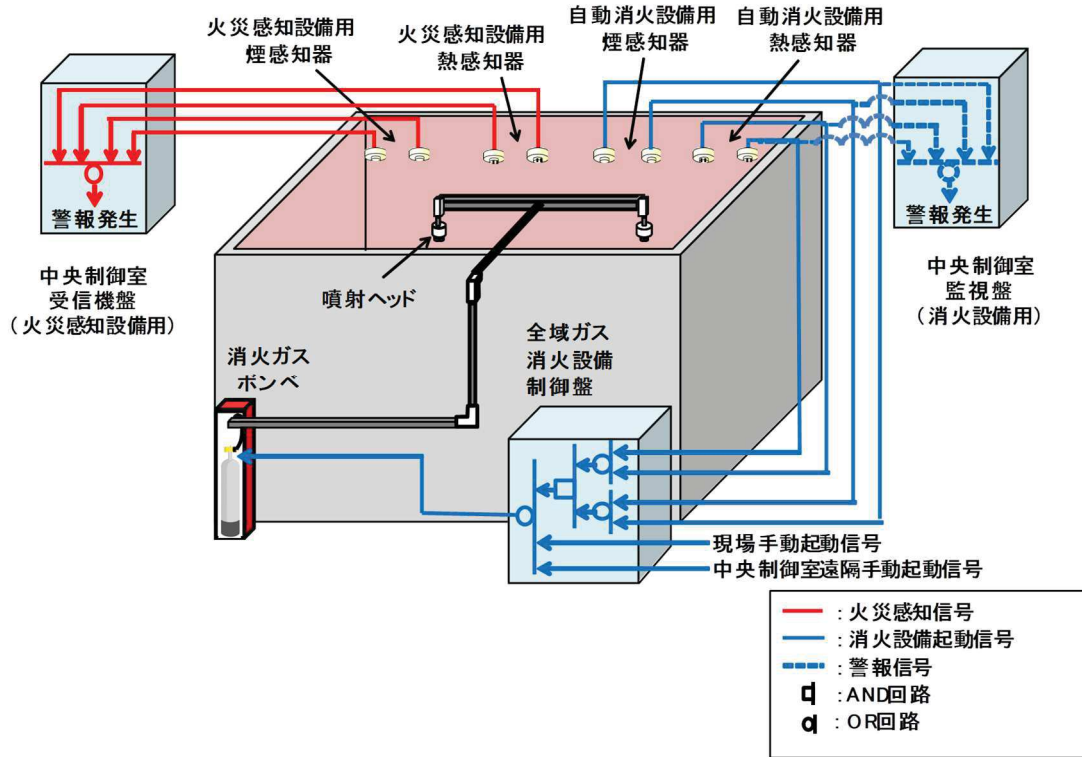 火災感知設備用
煙感知器
火災感知設備用
熱感知器
自動消火設備用
煙感知器
自動消火設備用
熱感知器
警報発生
中央制御室
受信機盤
（火災感知設備用）
警報発生
中央制御室
監視盤
（消火設備用）
噴射ヘッド
消火ガス
ボンベ
全域ガス
消火設備
制御盤
現場手動起動信号
中央制御室遠隔手動起動信号
：火災感知信号
：消火設備起動信号
：警報信号
：AND回路
：OR回路